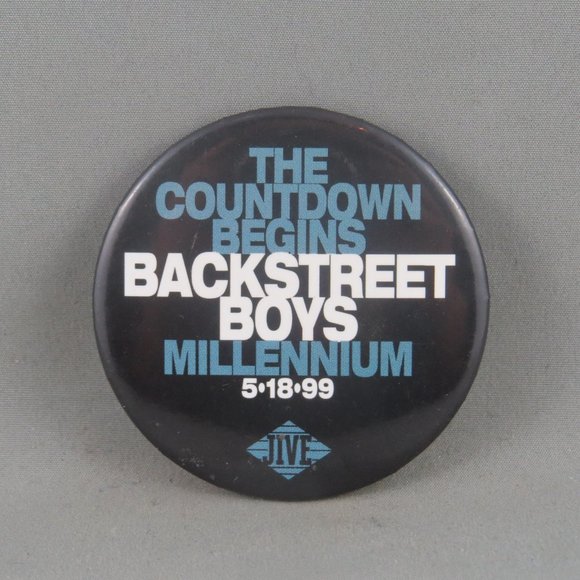 THE
COUNTDOWN
BEGINS
BACKSTREET
BOYS
MILLENNIUM
5•18•99
JIVE